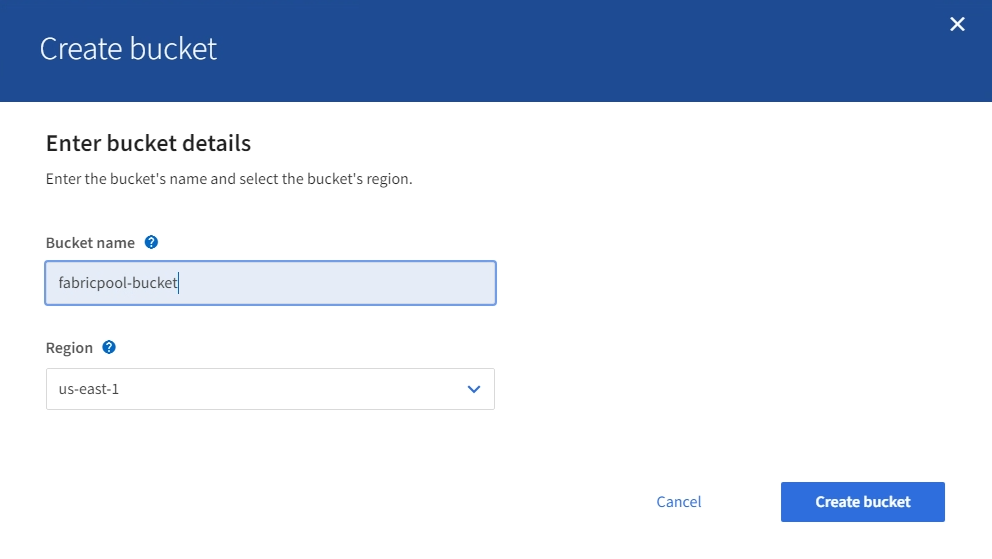 Create bucket
Enter bucket details
Enter the bucket's name and select the bucket's region.
Bucket name ?
fabricpool-bucket
Region ?
us-east-1
Cancel
Create bucket